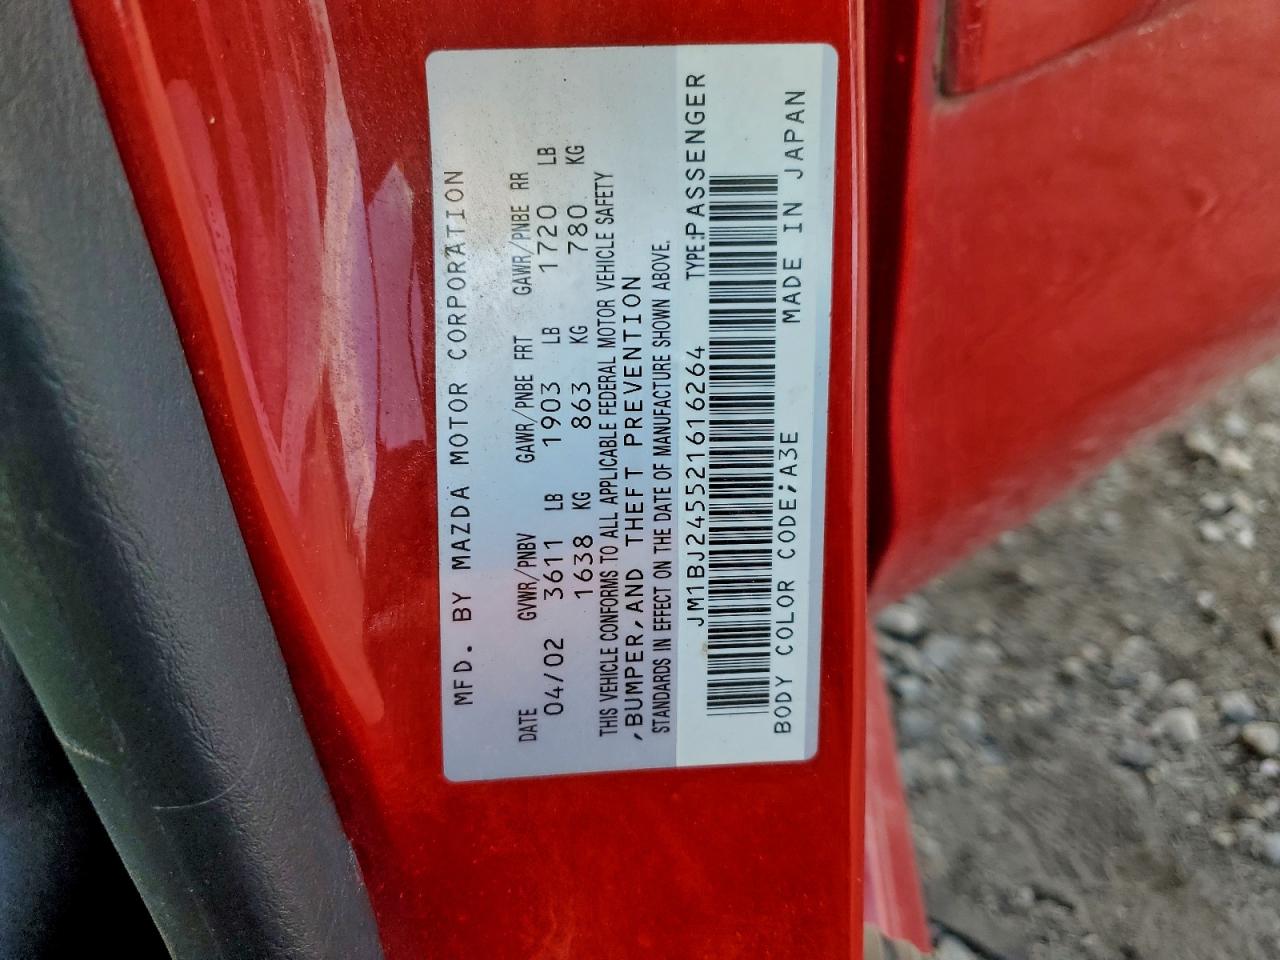 MFD. BY MAZDA MOTOR CORPORATION
DATE GVWR/PNBV GAWR/PNBE FRT GAWR/PNBE RR
04/02 3611 LB 1903 LB 1720 LB
1638 KG 863 KG 780 KG
THIS VEHICLE CONFORMS TO ALL APPLICABLE FEDERAL MOTOR VEHICLE SAFETY
,BUMPER,AND THEFT PREVENTION
STANDARDS IN EFFECT ON THE DATE OF MANUFACTURE SHOWN ABOVE.
JM1BJ245521616264 TYPE:PASSENGER
BODY COLOR CODE;A3E MADE IN JAPAN